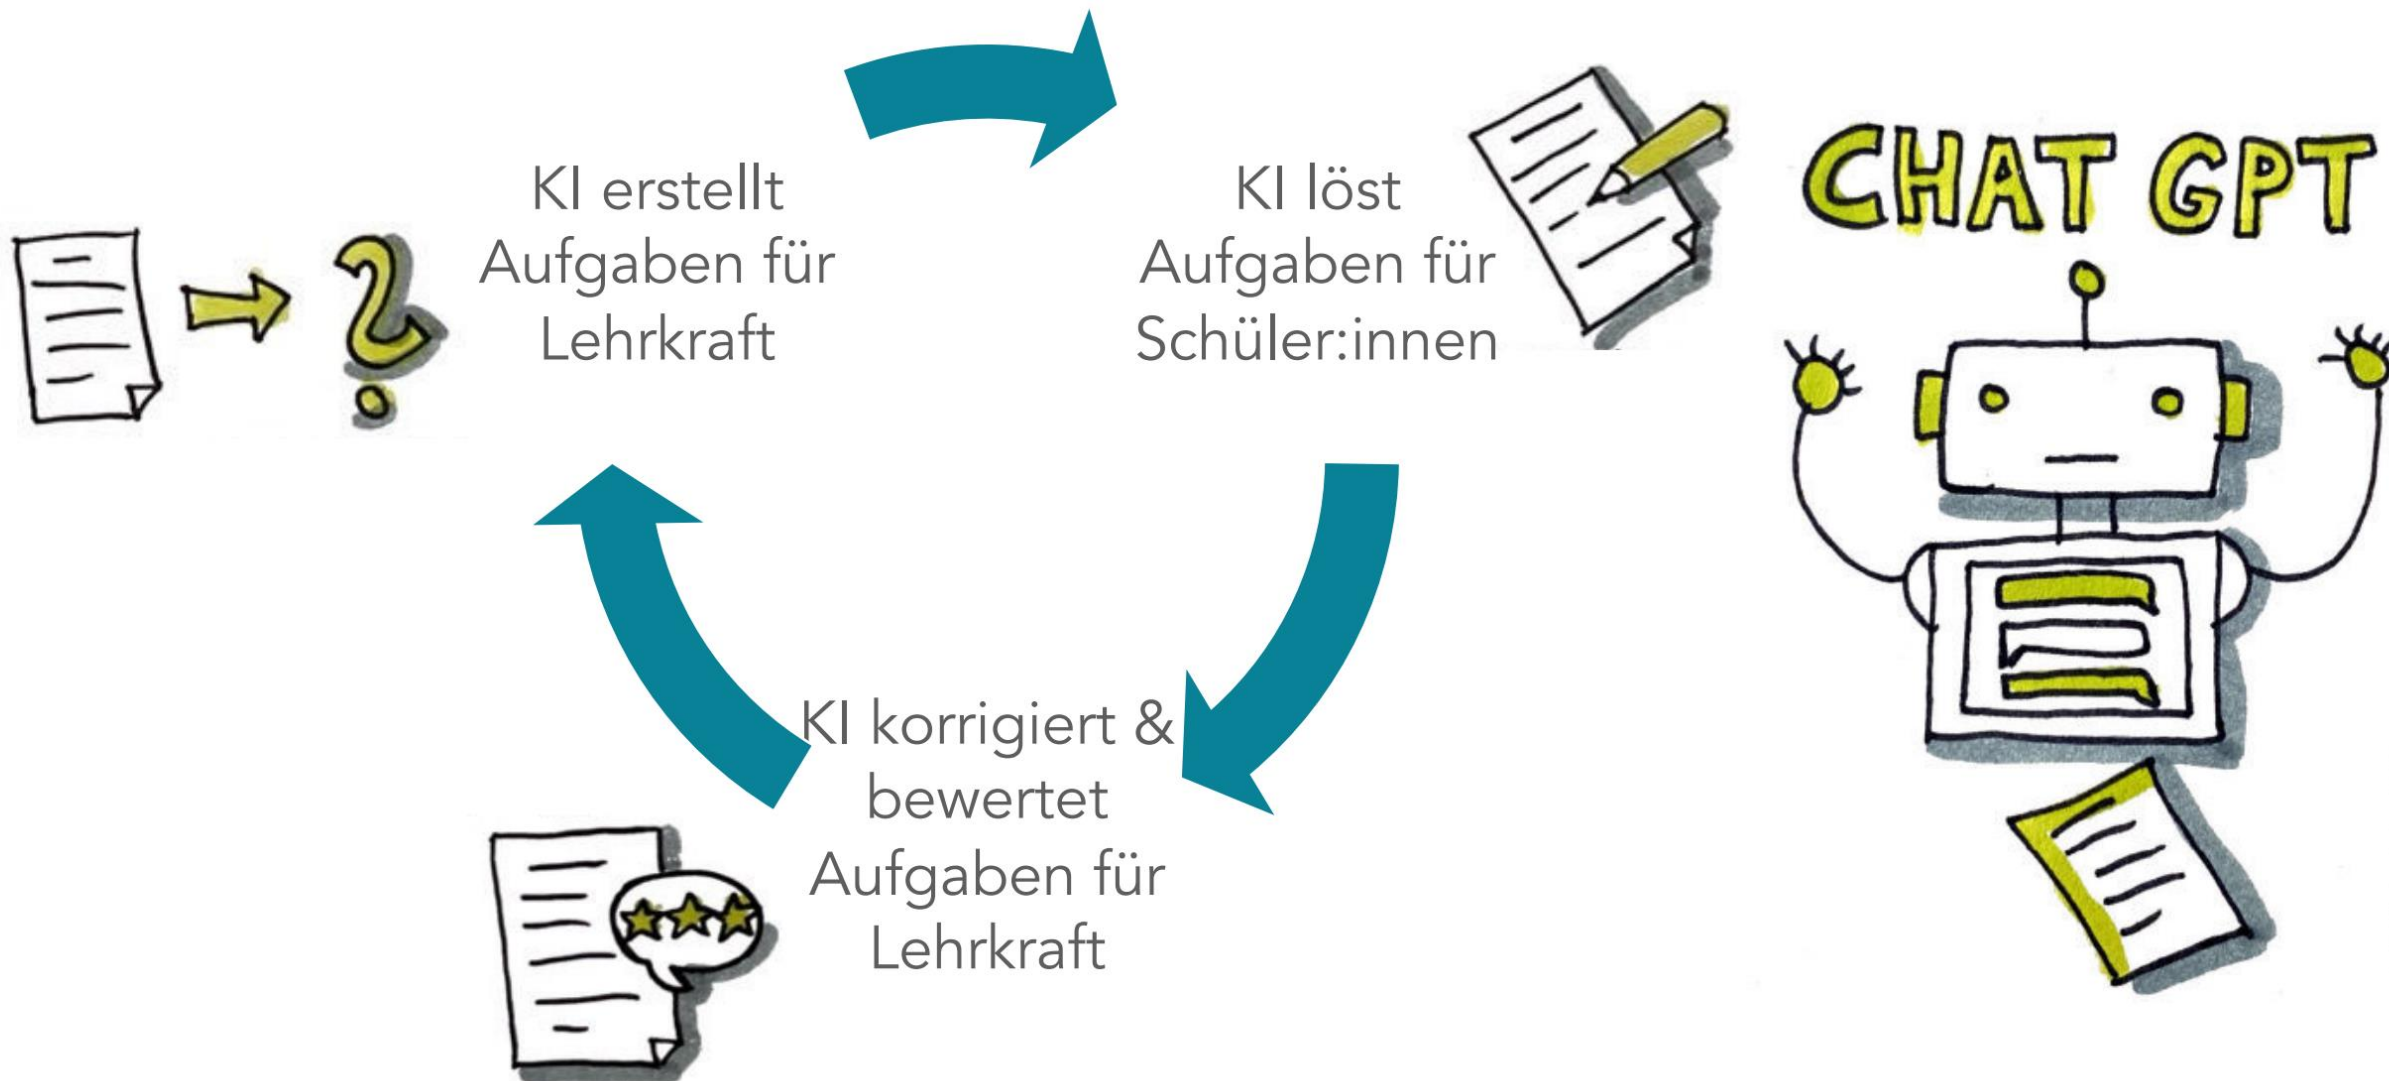 KI erstellt
Aufgaben für
Lehrkraft
KI löst
Aufgaben für
Schüler:innen
CHAT GPT
KI korrigiert &
bewertet
Aufgaben für
Lehrkraft